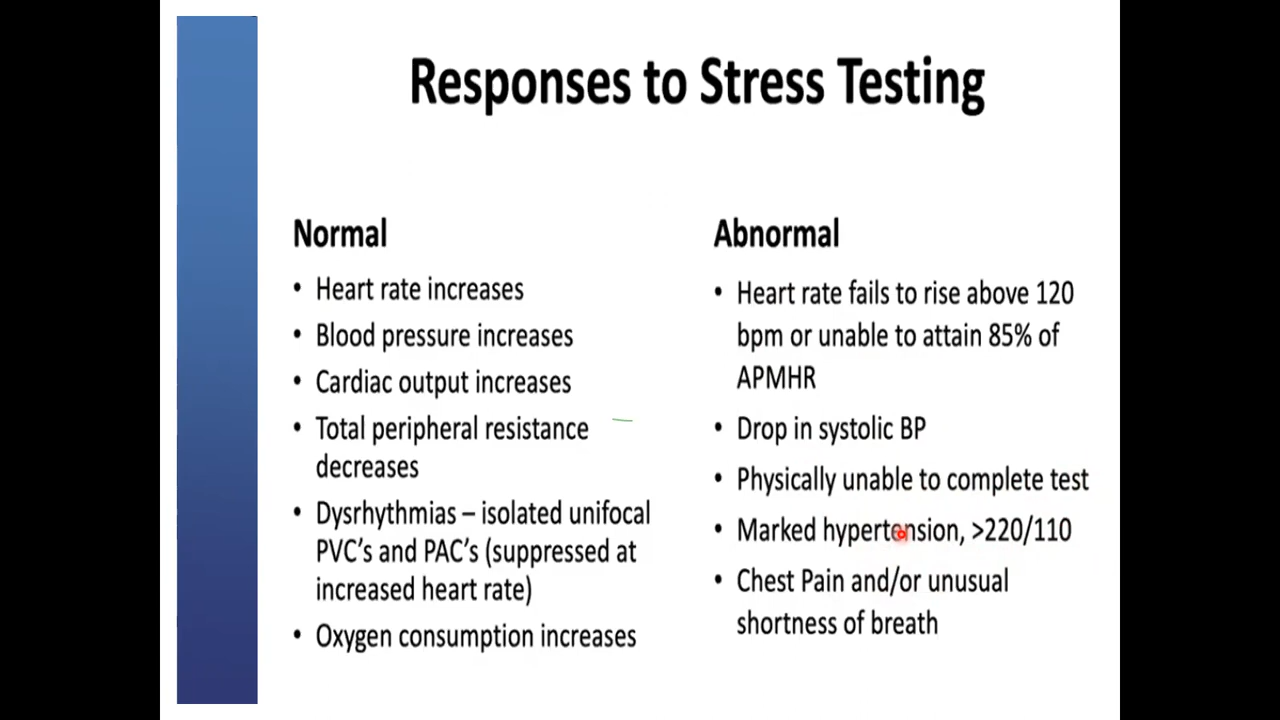 Responses to Stress Testing
Normal
• Heart rate increases
• Blood pressure increases
• Cardiac output increases
• Total peripheral resistance
decreases
• Dysrhythmias – isolated unifocal
PVC's and PAC's (suppressed at
increased heart rate)
• Oxygen consumption increases
Abnormal
• Heart rate fails to rise above 120
bpm or unable to attain 85% of
APMHR
• Drop in systolic BP
• Physically unable to complete test
• Marked hypertension, >220/110
• Chest Pain and/or unusual
shortness of breath